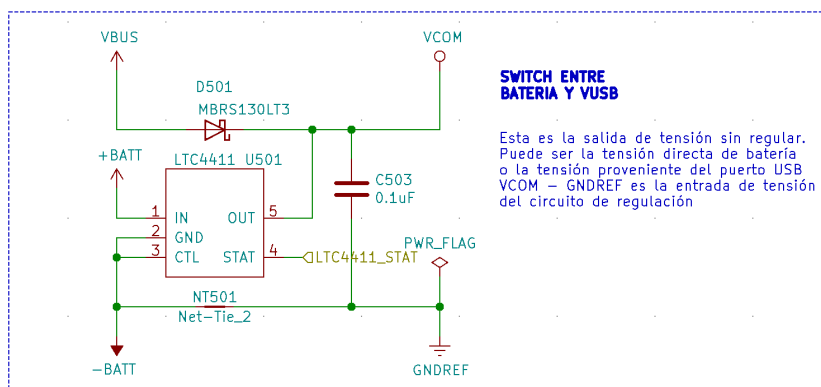 VBUS
VCOM
D501
MBRS130LT3
SWITCH ENTRE
BATERIA Y VUSB
Esta es la salida de tensión sin regular.
Puede ser la tensión directa de batería
o la tensión proveniente del puerto USB
VCOM – GNDREF es la entrada de tensión
del circuito de regulación
+BATT
LTC4411 U501
C503
0.1uF
1 IN OUT 5
2 GND
3 CTL STAT 4
LTC4411_STAT
PWR_FLAG
NT501
Net-Tie_2
-BATT
GNDREF